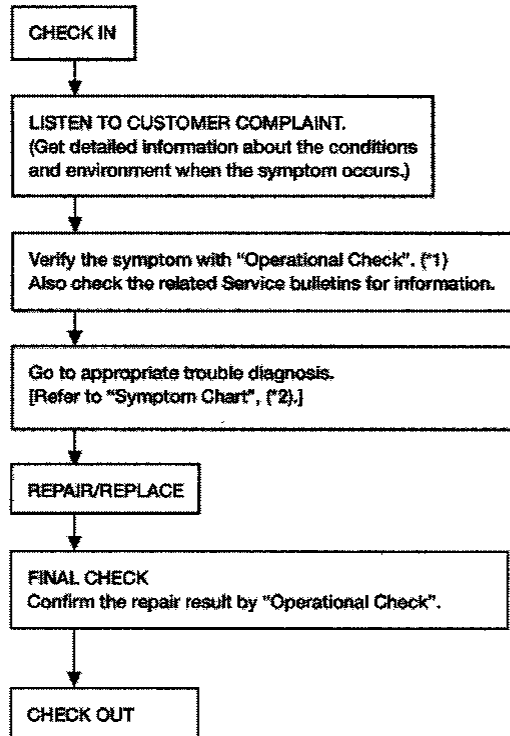 CHECK IN
LISTEN TO CUSTOMER COMPLAINT.
(Get detailed information about the conditions
and environment when the symptom occurs.)
Verify the symptom with "Operational Check". (*1)
Also check the related Service bulletins for information.
Go to appropriate trouble diagnosis.
[Refer to "Symptom Chart", (*2).]
REPAIR/REPLACE
FINAL CHECK
Confirm the repair result by "Operational Check".
CHECK OUT